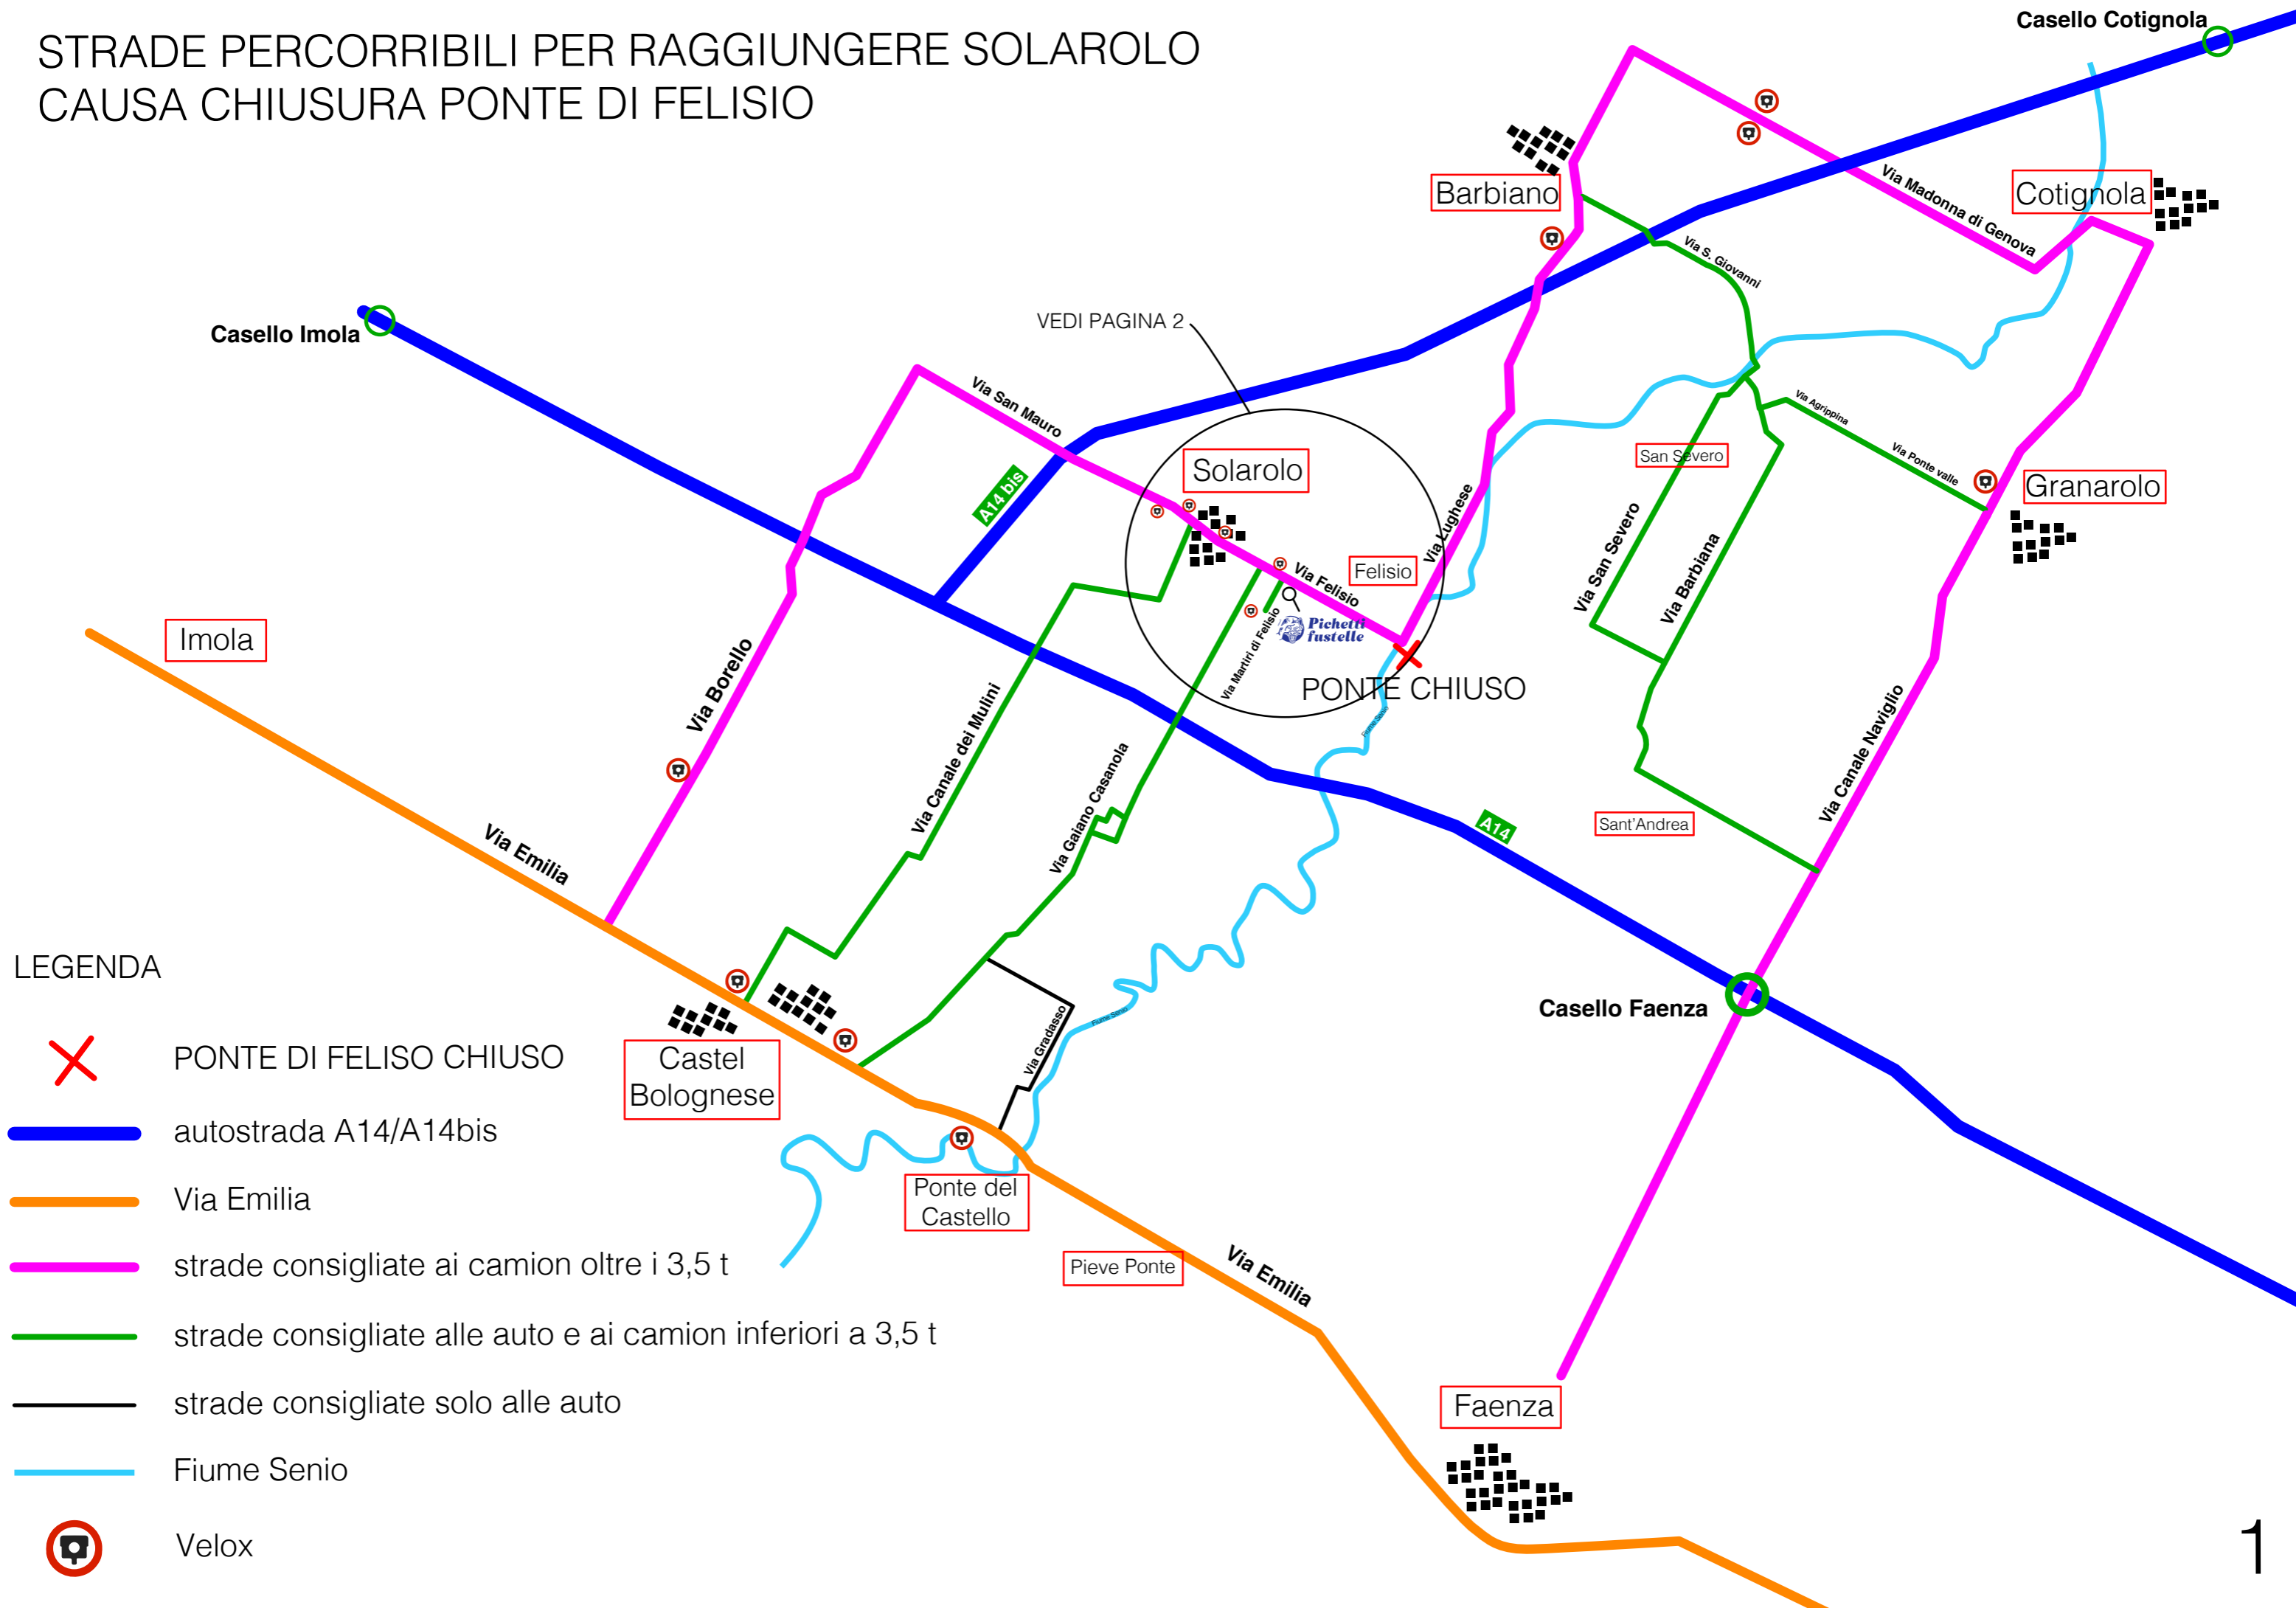 STRADE PERCORRIBILI PER RAGGIUNGERE SOLAROLO
CAUSA CHIUSURA PONTE DI FELISIO
Casello Cotignola
Barbiano
Via Madonna di Genova
Cotignola
Via S. Giovanni
VEDI PAGINA 2
Casello Imola
Via San Mauro
Via Agrippina
A14 bis
Solarolo
San Severo
Via Ponte valle
Granarolo
Via Lughese
Felisio
Via Felisio
Via San Severo
Via Barbiana
Imola
Via Borello
Via Martiri di Felisio
Pichetti
fustelle
PONTE CHIUSO
Fiume Senio
Via Canale dei Mulini
Via Gaiano Casanola
Via Canale Naviglio
A14
Sant'Andrea
Via Emilia
Casello Faenza
Fiume Senio
Via Gradasso
Castel
Bolognese
Ponte del
Castello
Pieve Ponte
Via Emilia
Faenza
LEGENDA
PONTE DI FELISO CHIUSO
autostrada A14/A14bis
Via Emilia
strade consigliate ai camion oltre i 3,5 t
strade consigliate alle auto e ai camion inferiori a 3,5 t
strade consigliate solo alle auto
Fiume Senio
Velox
1